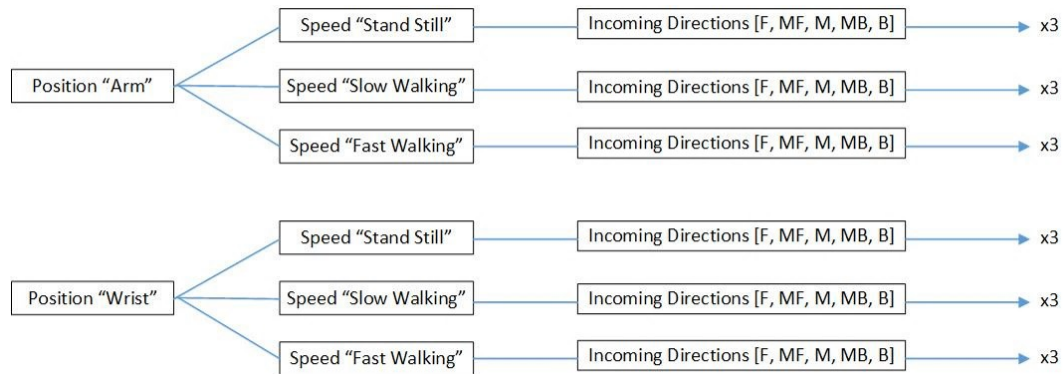 Speed “Stand Still”
Incoming Directions [F, MF, M, MB, B]
x3
Position “Arm”
Speed “Slow Walking”
Incoming Directions [F, MF, M, MB, B]
x3
Speed “Fast Walking”
Incoming Directions [F, MF, M, MB, B]
x3
Speed “Stand Still”
Incoming Directions [F, MF, M, MB, B]
x3
Position “Wrist”
Speed “Slow Walking”
Incoming Directions [F, MF, M, MB, B]
x3
Speed “Fast Walking”
Incoming Directions [F, MF, M, MB, B]
x3